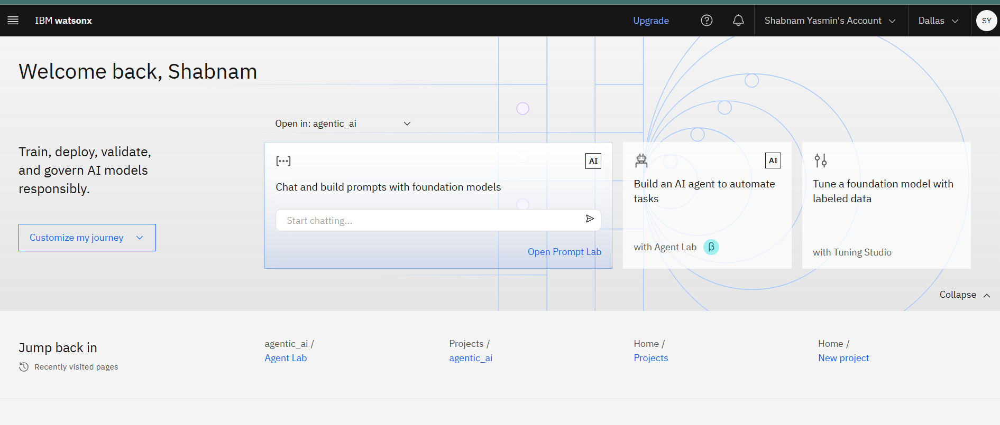 IBM watsonx
Upgrade
Shabnam Yasmin's Account
Dallas
SY
Welcome back, Shabnam
Open in: agentic_ai
Train, deploy, validate,
and govern AI models
responsibly.
Customize my journey
AI
Chat and build prompts with foundation models
Start chatting...
Open Prompt Lab
AI
Build an AI agent to automate
tasks
with Agent Lab β
Tune a foundation model with
labeled data
with Tuning Studio
Collapse
Jump back in
Recently visited pages
agentic_ai /
Agent Lab
Projects /
agentic_ai
Home /
Projects
Home /
New project